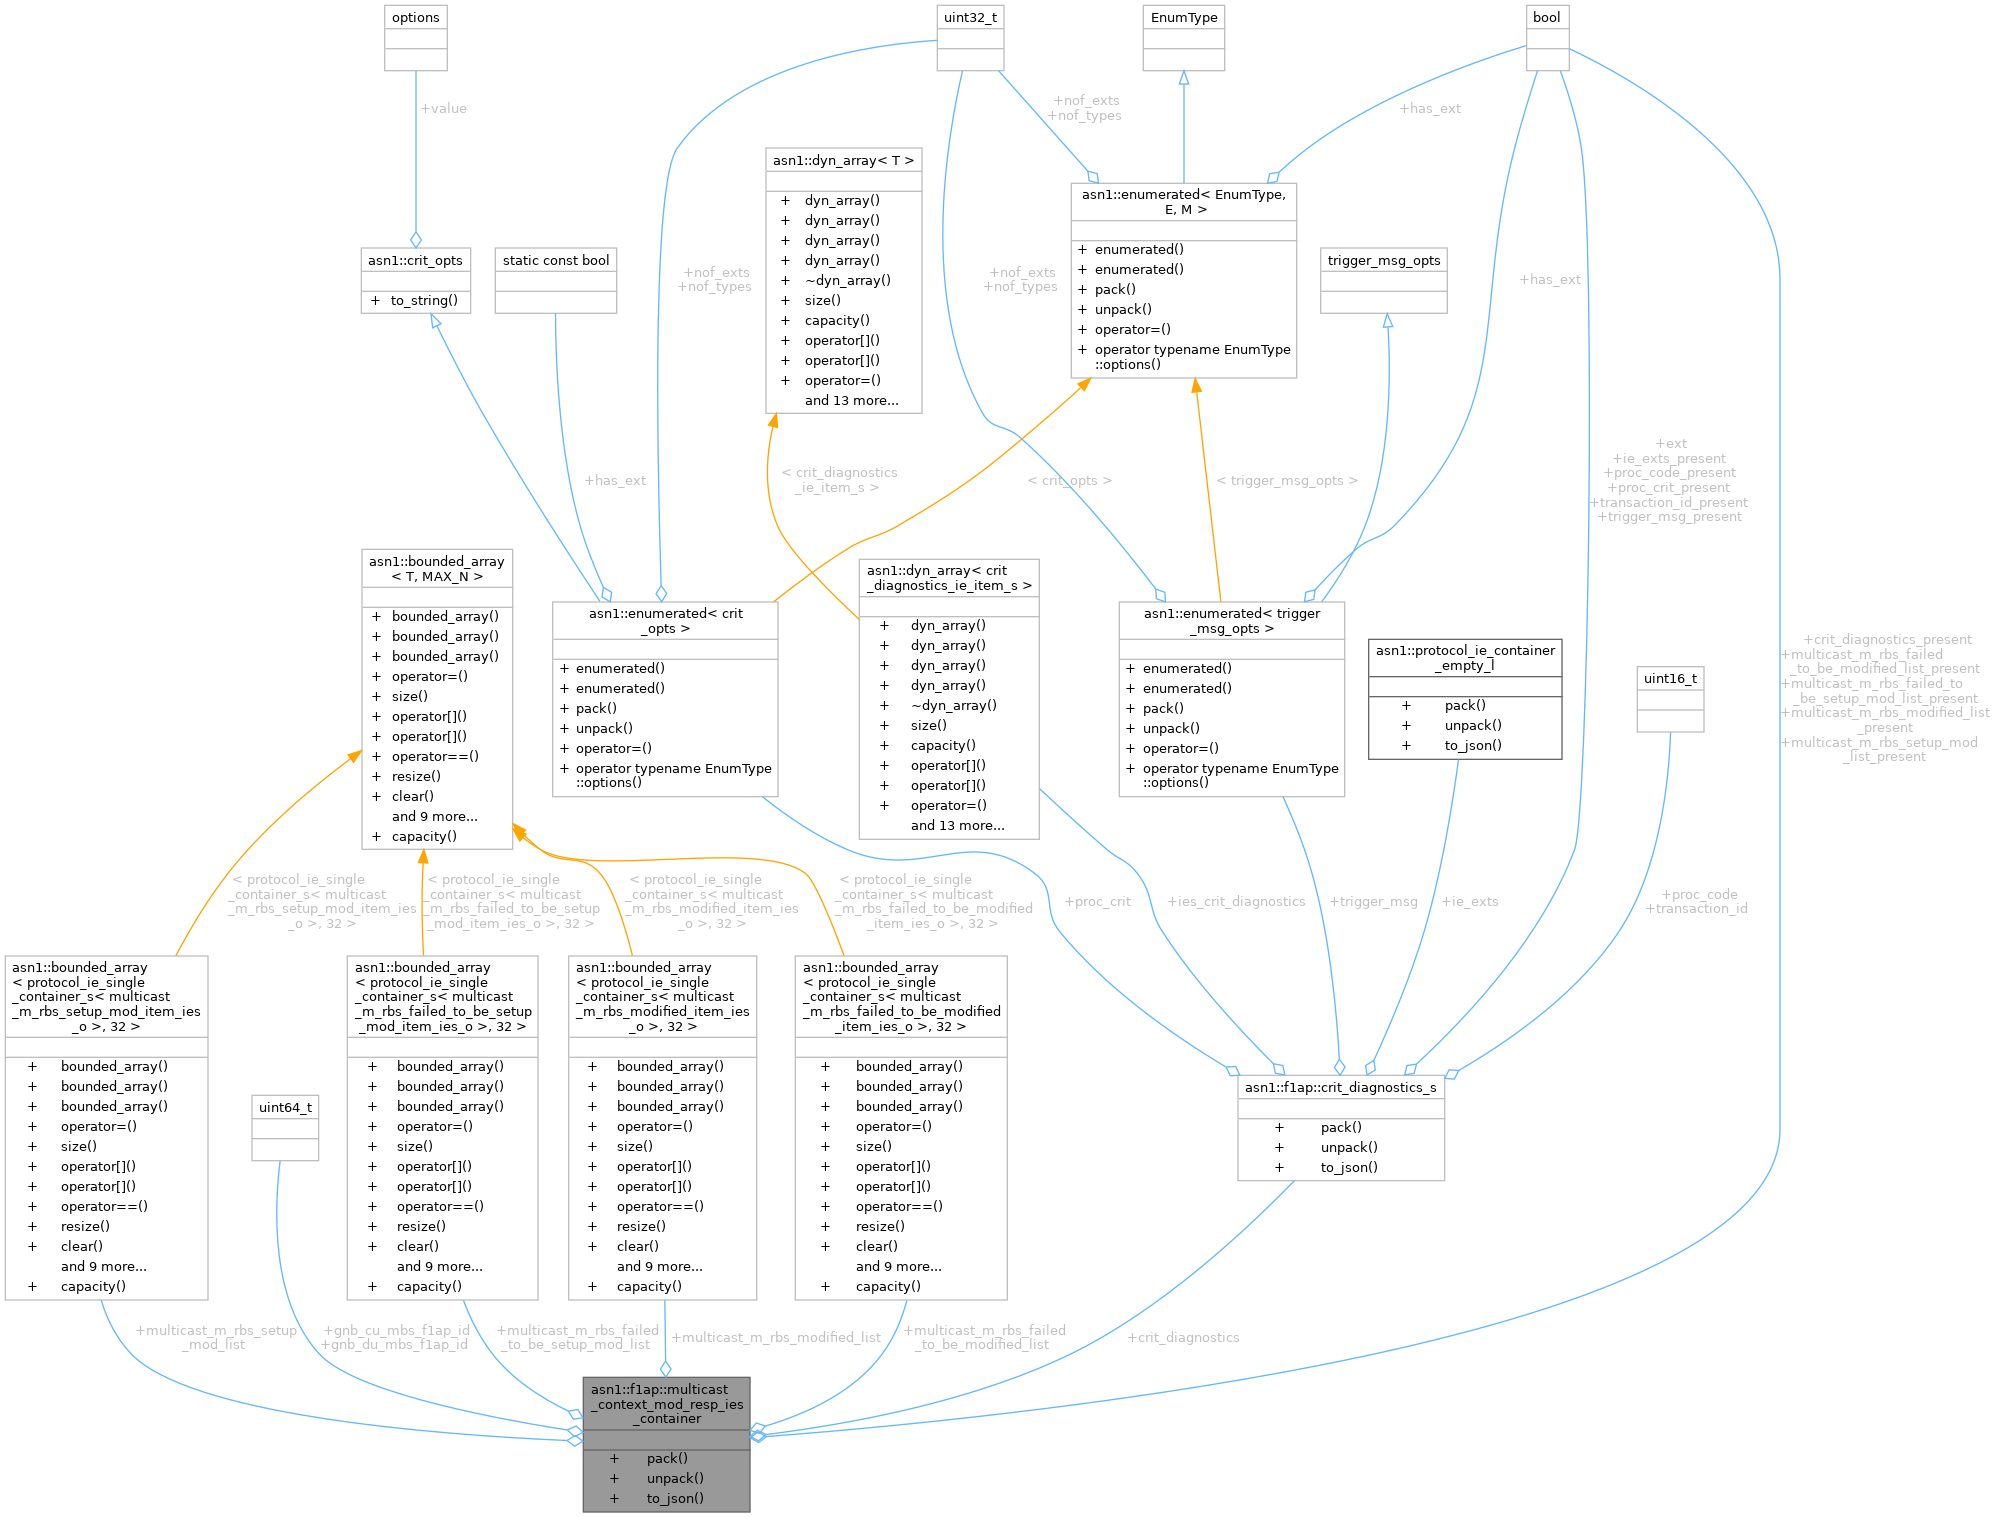 options
uint32_t
EnumType
bool
+value
+nof_exts
+nof_types
+has_ext
asn1::dyn_array< T >
+ dyn_array()
+ dyn_array()
+ dyn_array()
+ dyn_array()
+ ~dyn_array()
+ size()
+ capacity()
+ operator[]()
+ operator[]()
+ operator=()
and 13 more...
asn1::enumerated< EnumType,
E, M >
+ enumerated()
+ enumerated()
+ pack()
+ unpack()
+ operator=()
+ operator typename EnumType
::options()
asn1::crit_opts
+ to_string()
static const bool
+nof_exts
+nof_types
+nof_exts
+nof_types
trigger_msg_opts
+has_ext
+has_ext
< crit_diagnostics
_ie_item_s >
< crit_opts >
< trigger_msg_opts >
+ext
+ie_exts_present
+proc_code_present
+proc_crit_present
+transaction_id_present
+trigger_msg_present
asn1::bounded_array
< T, MAX_N >
+ bounded_array()
+ bounded_array()
+ bounded_array()
+ operator=()
+ size()
+ operator[]()
+ operator[]()
+ operator==()
+ resize()
+ clear()
and 9 more...
+ capacity()
asn1::enumerated< crit
_opts >
+ enumerated()
+ enumerated()
+ pack()
+ unpack()
+ operator=()
+ operator typename EnumType
::options()
asn1::dyn_array< crit
_diagnostics_ie_item_s >
+ dyn_array()
+ dyn_array()
+ dyn_array()
+ dyn_array()
+ ~dyn_array()
+ size()
+ capacity()
+ operator[]()
+ operator[]()
+ operator=()
and 13 more...
asn1::enumerated< trigger
_msg_opts >
+ enumerated()
+ enumerated()
+ pack()
+ unpack()
+ operator=()
+ operator typename EnumType
::options()
asn1::protocol_ie_container
_empty_l
+ pack()
+ unpack()
+ to_json()
uint16_t
+crit_diagnostics_present
+multicast_m_rbs_failed
_to_be_modified_list_present
+multicast_m_rbs_failed_to
_be_setup_mod_list_present
+multicast_m_rbs_modified_list
_present
+multicast_m_rbs_setup_mod
_list_present
< protocol_ie_single
_container_s< multicast
_m_rbs_setup_mod_item_ies
_o >, 32 >
< protocol_ie_single
_container_s< multicast
_m_rbs_failed_to_be_setup
_mod_item_ies_o >, 32 >
< protocol_ie_single
_container_s< multicast
_m_rbs_modified_item_ies
_o >, 32 >
< protocol_ie_single
_container_s< multicast
_m_rbs_failed_to_be_modified
_item_ies_o >, 32 >
+proc_crit
+ies_crit_diagnostics
+trigger_msg
+ie_exts
+proc_code
+transaction_id
asn1::bounded_array
< protocol_ie_single
_container_s< multicast
_m_rbs_setup_mod_item_ies
_o >, 32 >
+ bounded_array()
+ bounded_array()
+ bounded_array()
+ operator=()
+ size()
+ operator[]()
+ operator[]()
+ operator==()
+ resize()
+ clear()
and 9 more...
+ capacity()
uint64_t
asn1::bounded_array
< protocol_ie_single
_container_s< multicast
_m_rbs_failed_to_be_setup
_mod_item_ies_o >, 32 >
+ bounded_array()
+ bounded_array()
+ bounded_array()
+ operator=()
+ size()
+ operator[]()
+ operator[]()
+ operator==()
+ resize()
+ clear()
and 9 more...
+ capacity()
asn1::bounded_array
< protocol_ie_single
_container_s< multicast
_m_rbs_modified_item_ies
_o >, 32 >
+ bounded_array()
+ bounded_array()
+ bounded_array()
+ operator=()
+ size()
+ operator[]()
+ operator[]()
+ operator==()
+ resize()
+ clear()
and 9 more...
+ capacity()
asn1::bounded_array
< protocol_ie_single
_container_s< multicast
_m_rbs_failed_to_be_modified
_item_ies_o >, 32 >
+ bounded_array()
+ bounded_array()
+ bounded_array()
+ operator=()
+ size()
+ operator[]()
+ operator[]()
+ operator==()
+ resize()
+ clear()
and 9 more...
+ capacity()
asn1::f1ap::crit_diagnostics_s
+ pack()
+ unpack()
+ to_json()
+multicast_m_rbs_setup
_mod_list
+gnb_cu_mbs_f1ap_id
+gnb_du_mbs_f1ap_id
+multicast_m_rbs_failed
_to_be_setup_mod_list
+multicast_m_rbs_modified_list
+multicast_m_rbs_failed
_to_be_modified_list
+crit_diagnostics
asn1::f1ap::multicast
_context_mod_resp_ies
_container
+ pack()
+ unpack()
+ to_json()